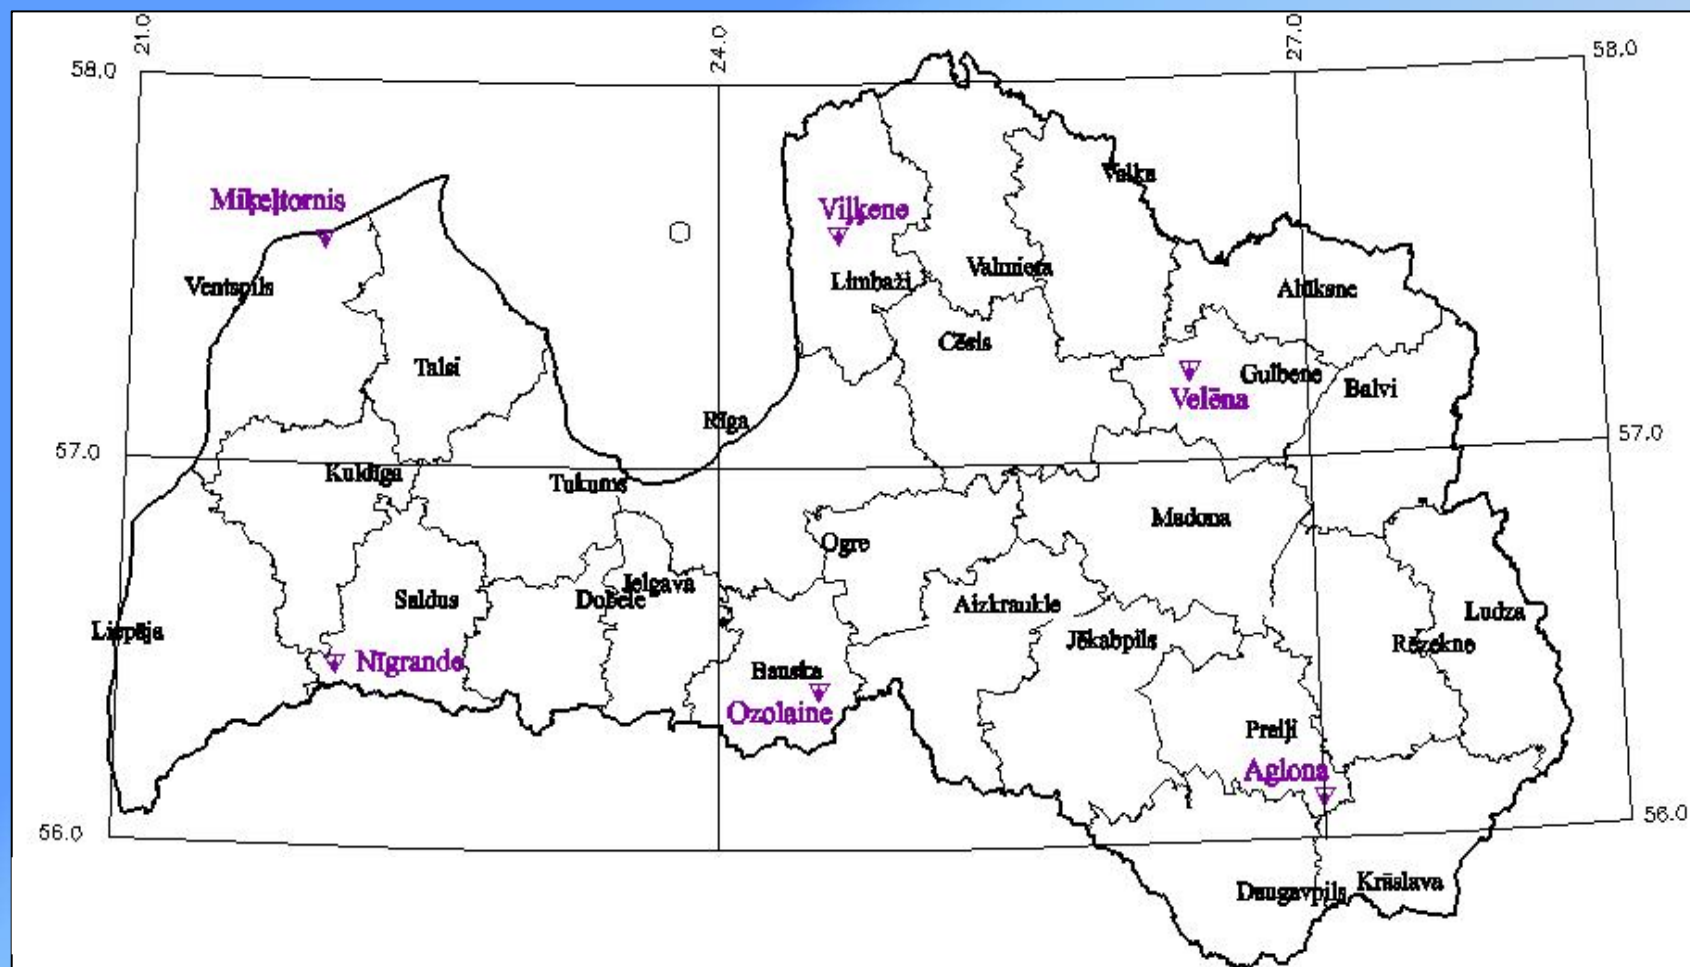 21.0
24.0
27.0
58.0
58.0
Miķeļtornis
Viļķene
Valka
Ventspils
Limbaži
Valmiera
Alūksne
Talsi
Cēsis
Gulbene
Balvi
Velēna
Rīga
57.0
57.0
Kuldīga
Tukums
Madona
Ogre
Saldus
Dobele
Jelgava
Aizkraukle
Liepāja
Jēkabpils
Rēzekne
Ludza
Nīgrande
Bauska
Ozolaine
Preiļi
Aglona
56.0
56.0
Daugavpils
Krāslava